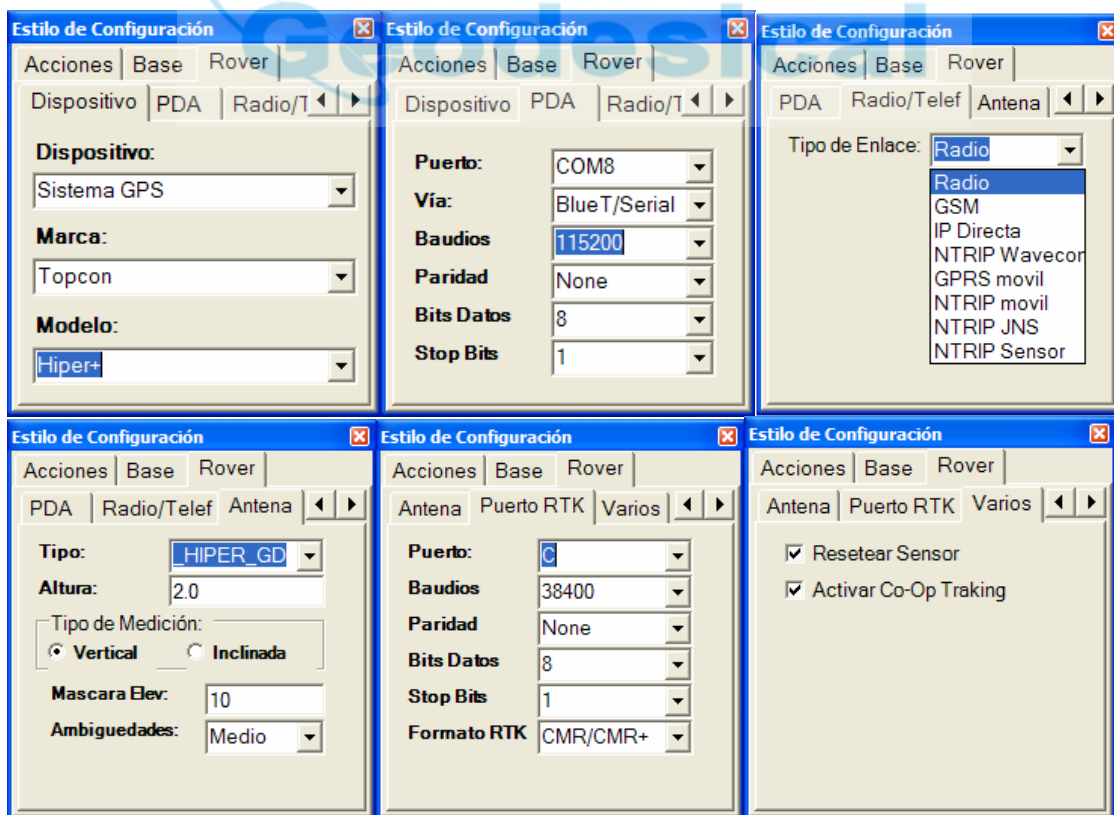 Geodesical
Estilo de Configuración
Acciones Base Rover
Dispositivo PDA Radio/T
Dispositivo:
Sistema GPS
Marca:
Topcon
Modelo:
Hiper+
Estilo de Configuración
Acciones Base Rover
Dispositivo PDA Radio/T
Puerto: COM8
Vía: BlueT/Serial
Baudios 115200
Paridad None
Bits Datos 8
Stop Bits 1
Estilo de Configuración
Acciones Base Rover
PDA Radio/Telef Antena
Tipo de Enlace: Radio
Radio
GSM
IP Directa
NTRIP Wavecon
GPRS movil
NTRIP movil
NTRIP JNS
NTRIP Sensor
Estilo de Configuración
Acciones Base Rover
PDA Radio/Telef Antena
Tipo: _HIPER_GD
Altura: 2.0
Tipo de Medición:
Vertical Inclinada
Mascara Elev: 10
Ambiguedades: Medio
Estilo de Configuración
Acciones Base Rover
Antena Puerto RTK Varios
Puerto: C
Baudios 38400
Paridad None
Bits Datos 8
Stop Bits 1
Formato RTK CMR/CMR+
Estilo de Configuración
Acciones Base Rover
Antena Puerto RTK Varios
Resetear Sensor
Activar Co-Op Traking